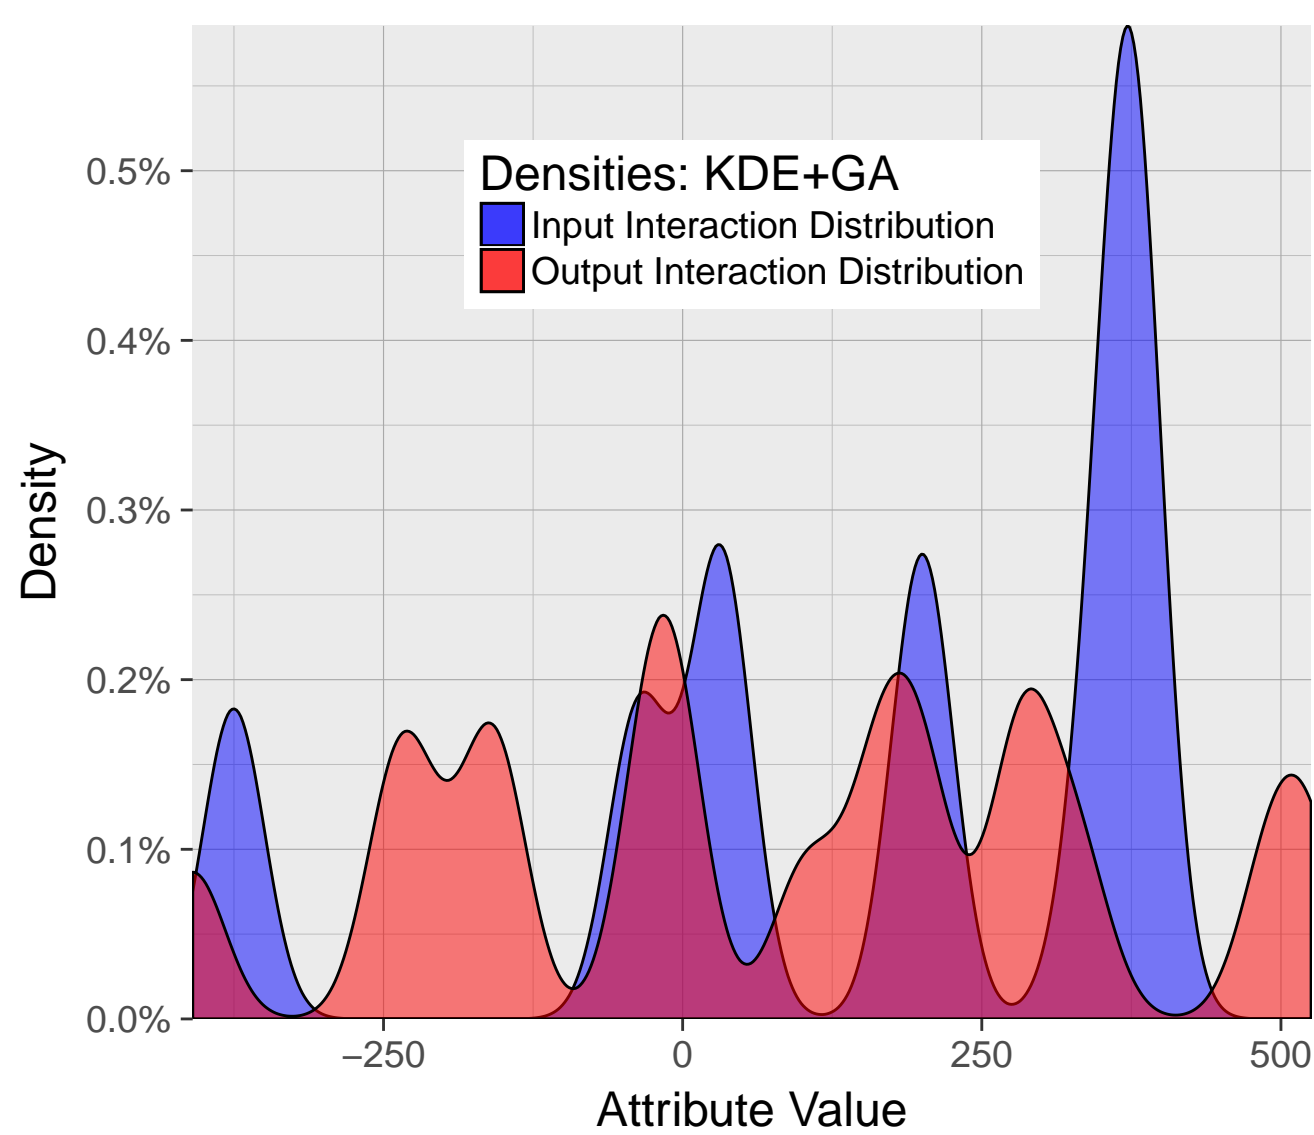 Densities: KDE+GA
Input Interaction Distribution
Output Interaction Distribution
0.5%
0.4%
0.3%
0.2%
0.1%
0.0%
Density
−250
0
250
500
Attribute Value